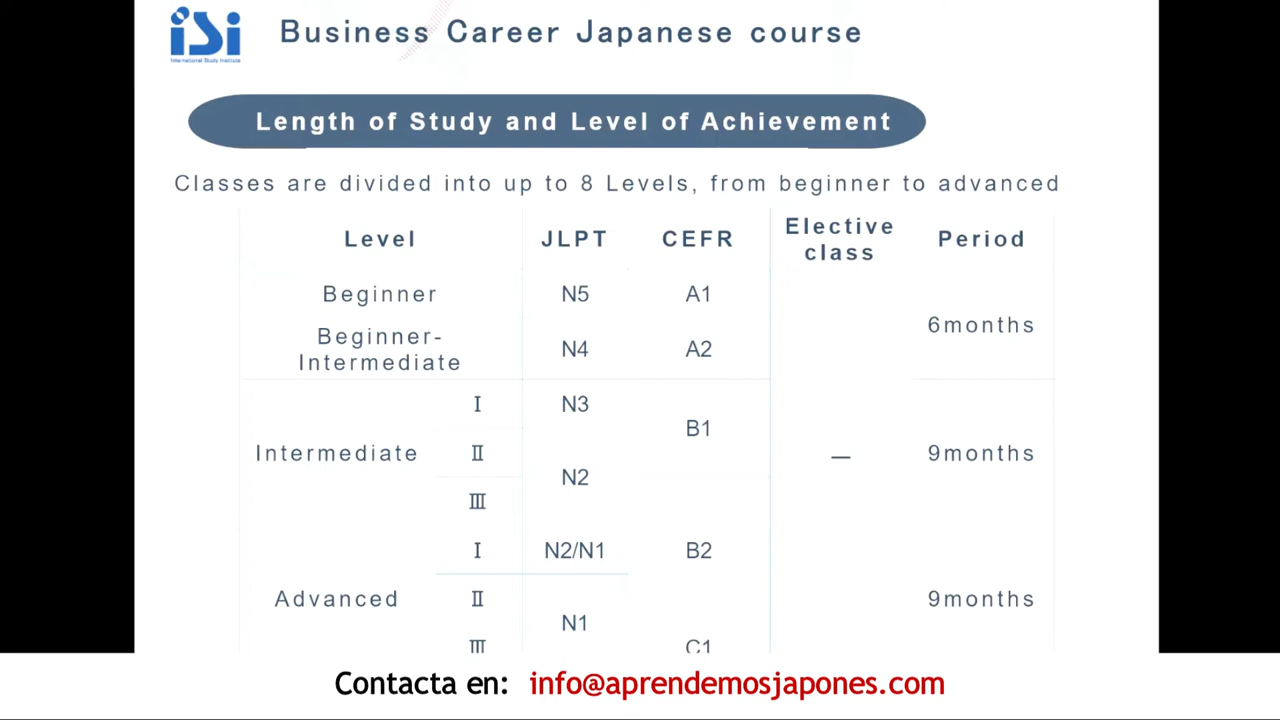 isi
International Study Institute
Business Career Japanese course
Length of Study and Level of Achievement
Classes are divided into up to 8 Levels, from beginner to advanced
Level JLPT CEFR Elective class Period
Beginner N5 A1
6months
Beginner-
Intermediate N4 A2
Ⅰ N3
B1
Intermediate Ⅱ — 9months
N2
Ⅲ
Ⅰ N2/N1 B2
Advanced Ⅱ 9months
N1
Ⅲ C1
Contacta en: info@aprendemosjapones.com